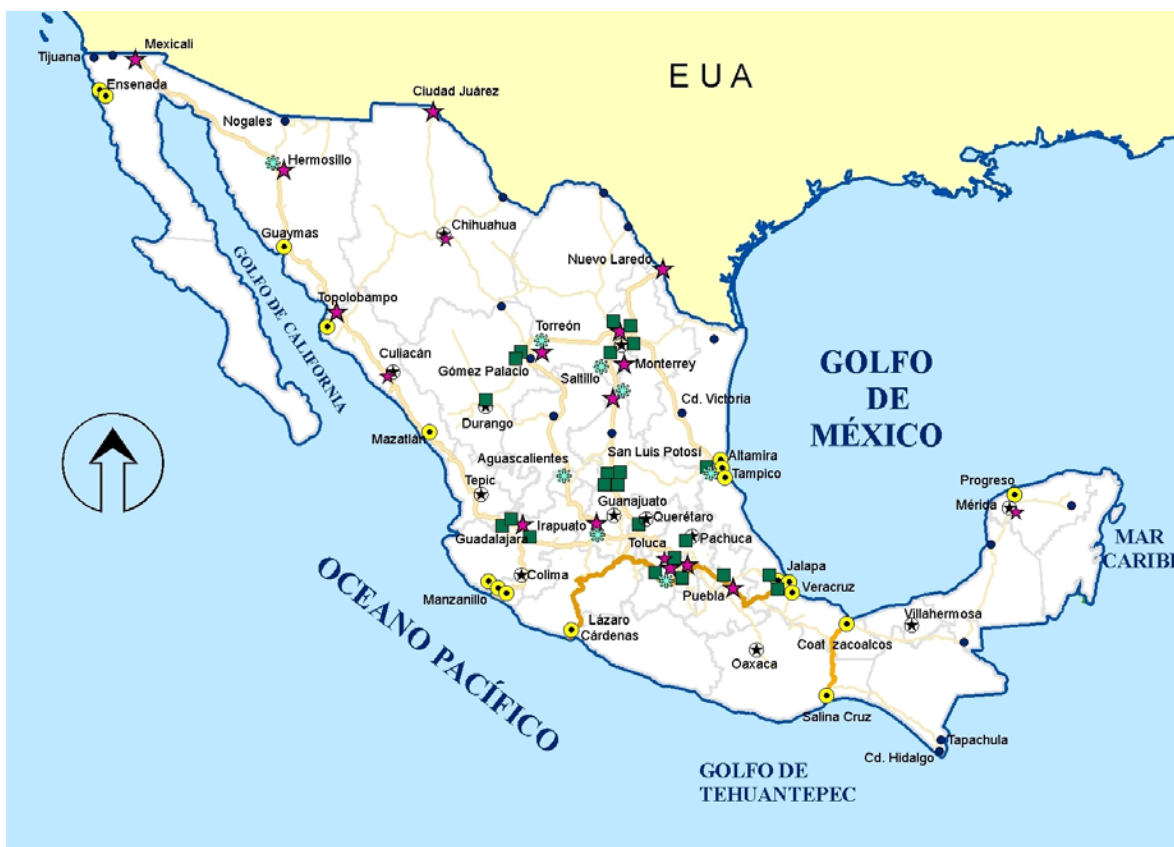 Mexicali
Tijuana
EUA
Ensenada
Ciudad Juárez
Nogales
Hermosillo
Chihuahua
Guaymas
GOLFO DE CALIFORNIA
Nuevo Laredo
Topolobampo
Torreón
Culiacán
Gómez Palacio
Monterrey
Saltillo
GOLFO
DE
MÉXICO
Cd. Victoria
Durango
Mazatlán
San Luis Potosí
Altamira
Aguascalientes
Tampico
Tepic
Guanajuato
Progreso
Mérida
Irapuato
Querétaro
Guadalajara
Toluca
Pachuca
MAR
CARIBE
Colima
Jalapa
Manzanillo
Puebla
Veracruz
OCEANO PACÍFICO
Lázaro
Cárdenas
Villahermosa
Coatzacoalcos
Oaxaca
Salina Cruz
Tapachula
Cd. Hidalgo
GOLFO DE
TEHUANTEPEC